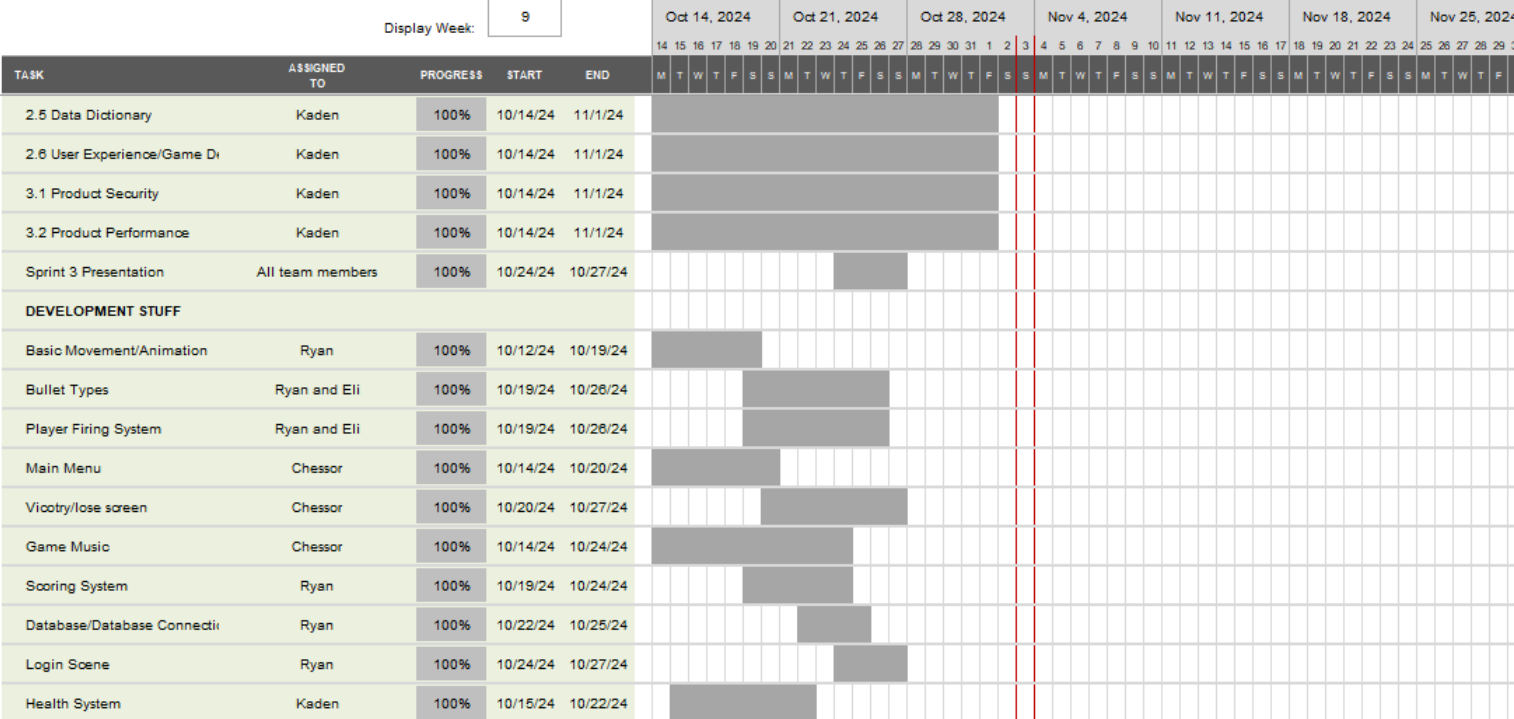 Display Week: 9
Oct 14, 2024 Oct 21, 2024 Oct 28, 2024 Nov 4, 2024 Nov 11, 2024 Nov 18, 2024 Nov 25, 2024
14 15 16 17 18 19 20 21 22 23 24 25 26 27 28 29 30 31 1 2 3 4 5 6 7 8 9 10 11 12 13 14 15 16 17 18 19 20 21 22 23 24 25 26 27 28 29
TASK ASSIGNED TO PROGRESS START END M T W T F S S M T W T F S S M T W T F S S M T W T F S S M T W T F S S M T W T F S S M T W T F
2.5 Data Dictionary Kaden 100% 10/14/24 11/1/24
2.6 User Experience/Game De Kaden 100% 10/14/24 11/1/24
3.1 Product Security Kaden 100% 10/14/24 11/1/24
3.2 Product Performance Kaden 100% 10/14/24 11/1/24
Sprint 3 Presentation All team members 100% 10/24/24 10/27/24
DEVELOPMENT STUFF
Basic Movement/Animation Ryan 100% 10/12/24 10/19/24
Bullet Types Ryan and Eli 100% 10/19/24 10/26/24
Player Firing System Ryan and Eli 100% 10/19/24 10/26/24
Main Menu Chessor 100% 10/14/24 10/20/24
Vicotry/lose screen Chessor 100% 10/20/24 10/27/24
Game Music Chessor 100% 10/14/24 10/24/24
Scoring System Ryan 100% 10/19/24 10/24/24
Database/Database Connectic Ryan 100% 10/22/24 10/25/24
Login Scene Ryan 100% 10/24/24 10/27/24
Health System Kaden 100% 10/15/24 10/22/24